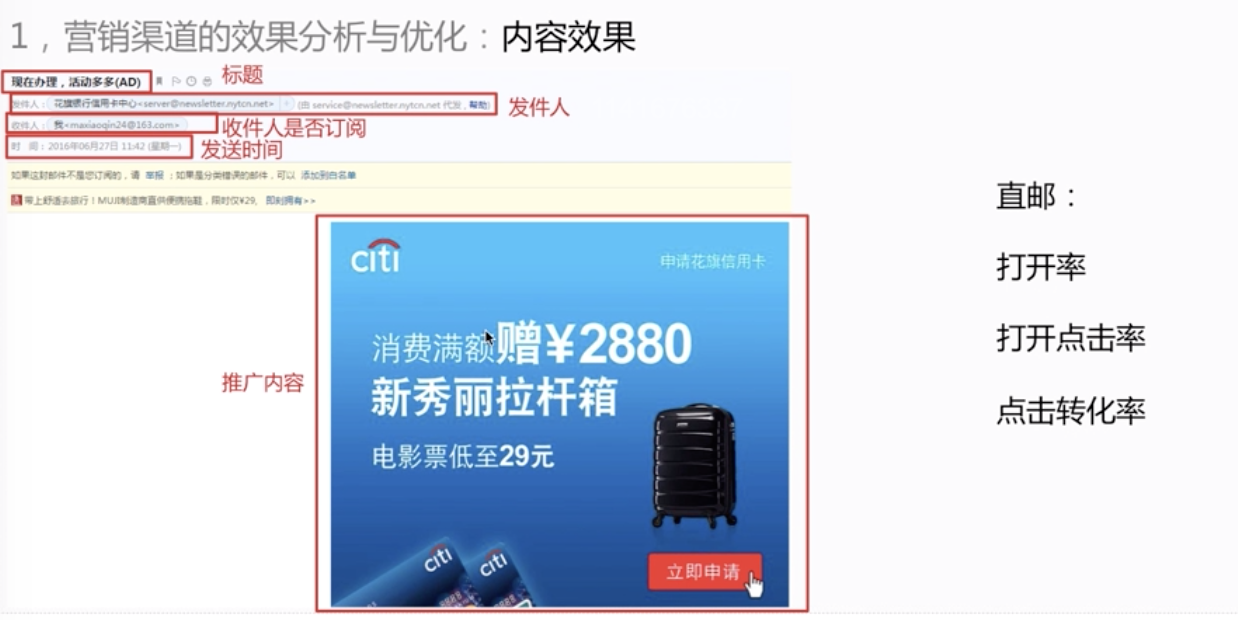 1，营销渠道的效果分析与优化：内容效果
现在办理，活动多多(AD)
标题
发件人：花旗银行信用卡中心<server@newsletter.nytcn.net> (由 service@newsletter.nytcn.net 代发，帮助)
发件人
收件人：我<maxiaoqin24@163.com>
收件人是否订阅
时 间：2016年06月27日 11:42 (星期一)
发送时间
如果这封邮件不是您订阅的，请 举报 ；如果是分类错误的邮件，可以 添加到白名单
带上舒适去旅行！MUJI制造商直供便携拖鞋，限时仅¥29, 即刻拥有>>
推广内容
citi
申请花旗信用卡
消费满额赠¥2880
新秀丽拉杆箱
电影票低至29元
citi
citi
立即申请
直邮：
打开率
打开点击率
点击转化率